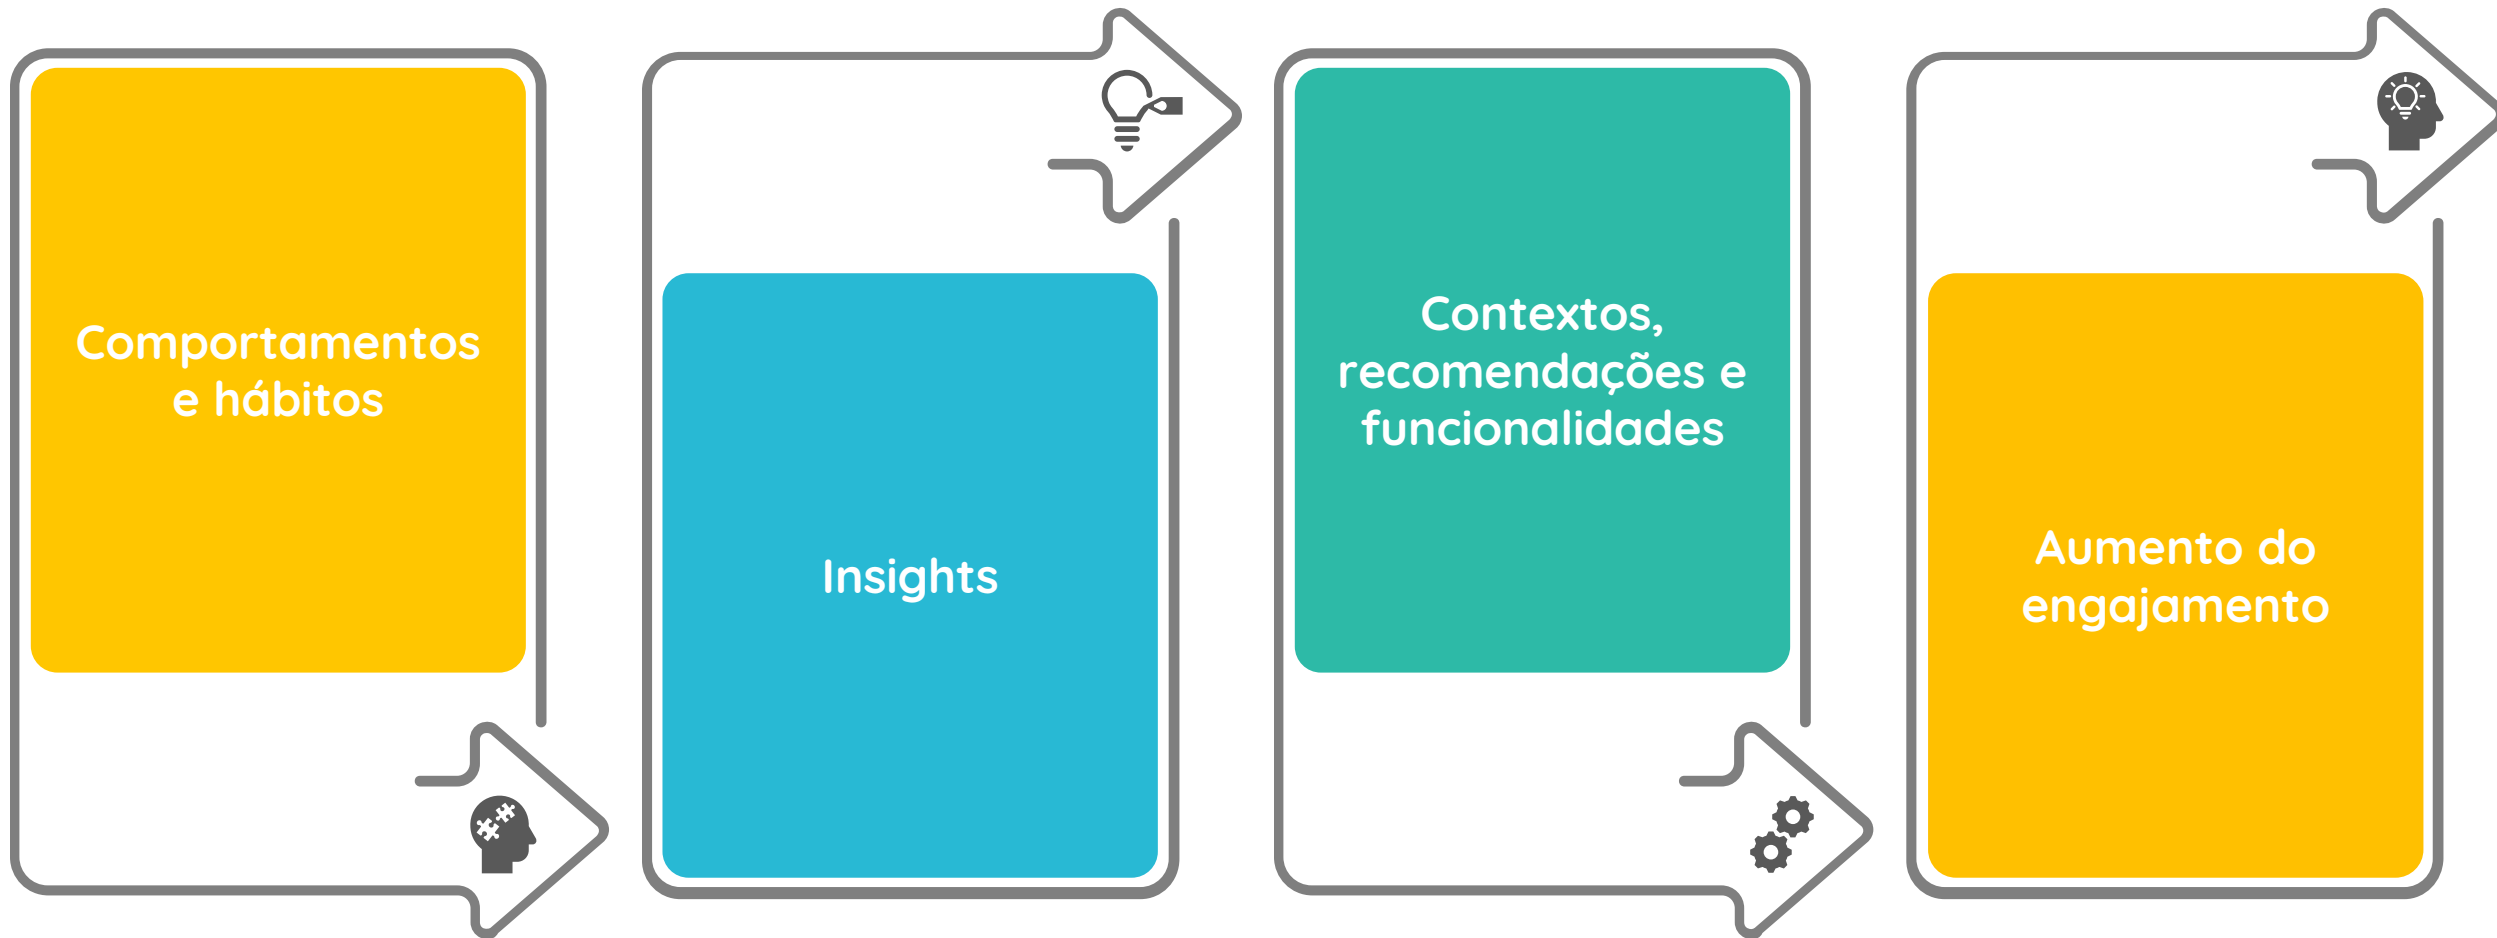 Comportamentos
e hábitos
Insights
Contextos,
recomendações e
funcionalidades
Aumento do
engajamento